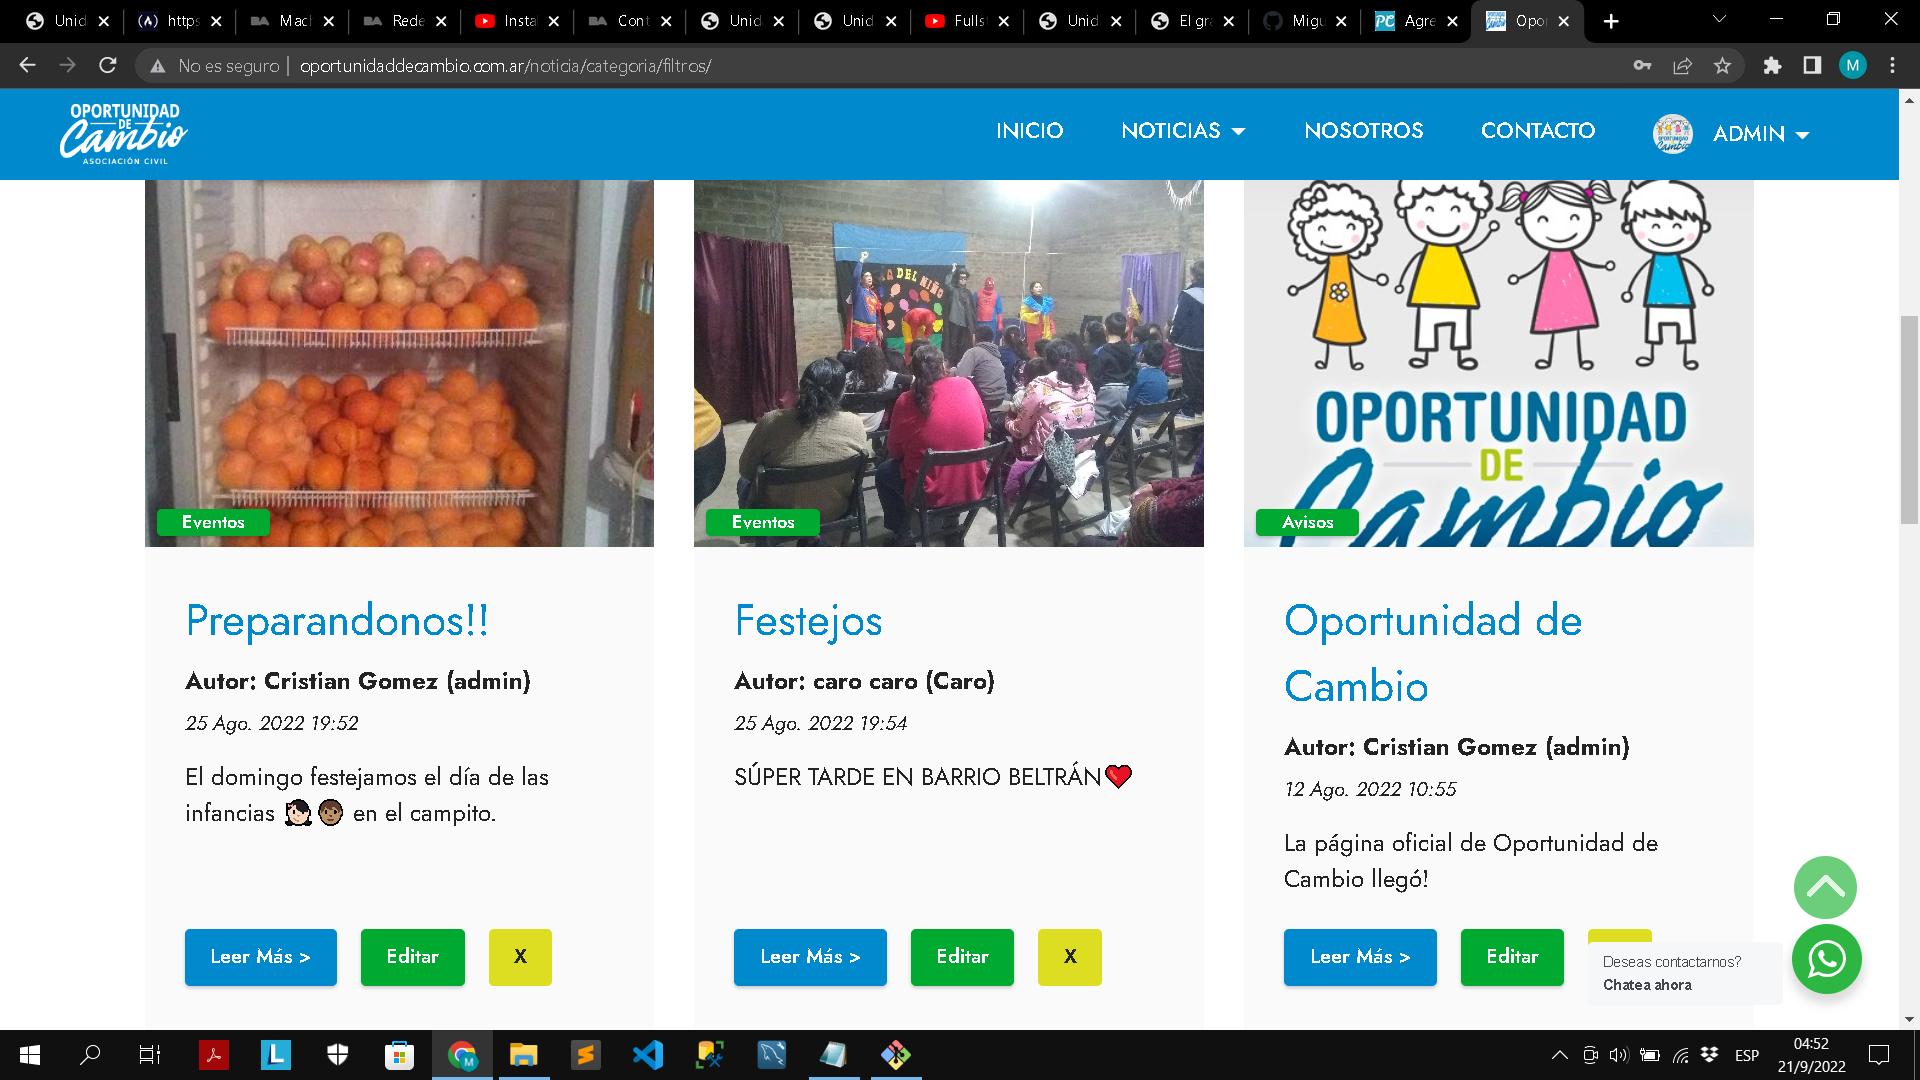 Unid
https
Mach
Rede
Insta
Cont
Unid
Unid
Fulls
Unid
El gra
Migu
Agre
Opor
No es seguro | oportunidaddecambio.com.ar/noticia/categoria/filtros/
M
OPORTUNIDAD
DE
Cambio
ASOCIACIÓN CIVIL
INICIO
NOTICIAS
NOSOTROS
CONTACTO
ADMIN
DEL NIÑO
OPORTUNIDAD
DE
Cambio
Eventos
Eventos
Avisos
Preparandonos!!
Autor: Cristian Gomez (admin)
25 Ago. 2022 19:52
El domingo festejamos el día de las
infancias 👧🏻🧒🏾 en el campito.
Leer Más >
Editar
X
Festejos
Autor: caro caro (Caro)
25 Ago. 2022 19:54
SÚPER TARDE EN BARRIO BELTRÁN❤️
Leer Más >
Editar
X
Oportunidad de
Cambio
Autor: Cristian Gomez (admin)
12 Ago. 2022 10:55
La página oficial de Oportunidad de
Cambio llegó!
Leer Más >
Editar
Deseas contactarnos?
Chatea ahora
ESP
04:52
21/9/2022